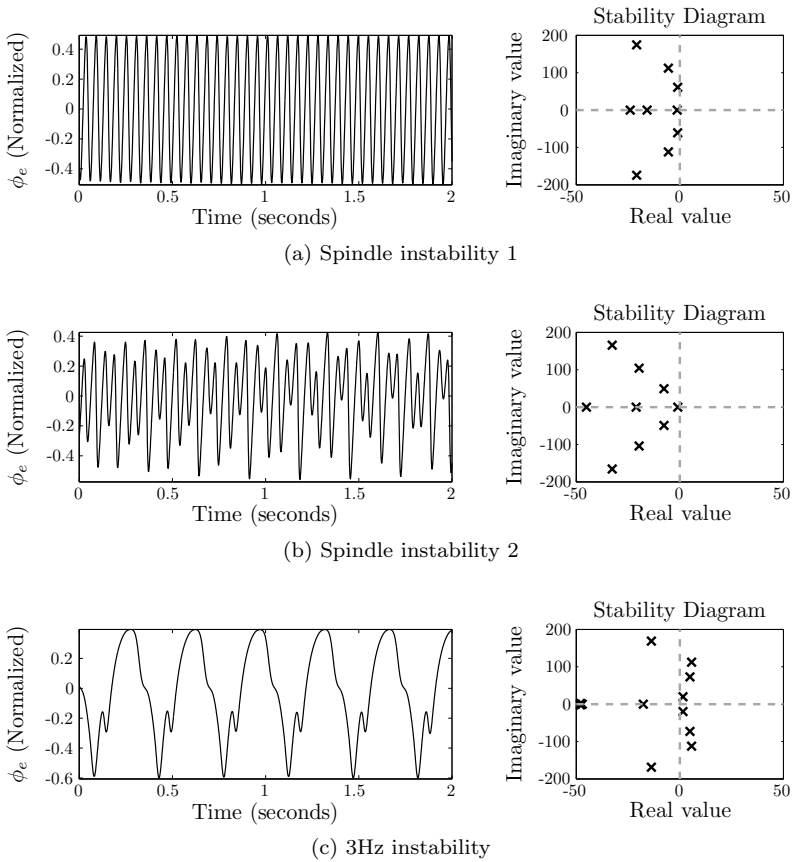 Stability Diagram
ϕe (Normalized)
0.4
0.2
0
-0.2
-0.4
0 0.5 1 1.5 2
Time (seconds)
Imaginary value
200
100
0
-100
-200
-50 0 50
Real value
(a) Spindle instability 1
Stability Diagram
ϕe (Normalized)
0.4
0.2
0
-0.2
-0.4
0 0.5 1 1.5 2
Time (seconds)
Imaginary value
200
100
0
-100
-200
-50 0 50
Real value
(b) Spindle instability 2
Stability Diagram
ϕe (Normalized)
0.2
0
-0.2
-0.4
-0.6
0 0.5 1 1.5 2
Time (seconds)
Imaginary value
200
100
0
-100
-200
-50 0 50
Real value
(c) 3Hz instability